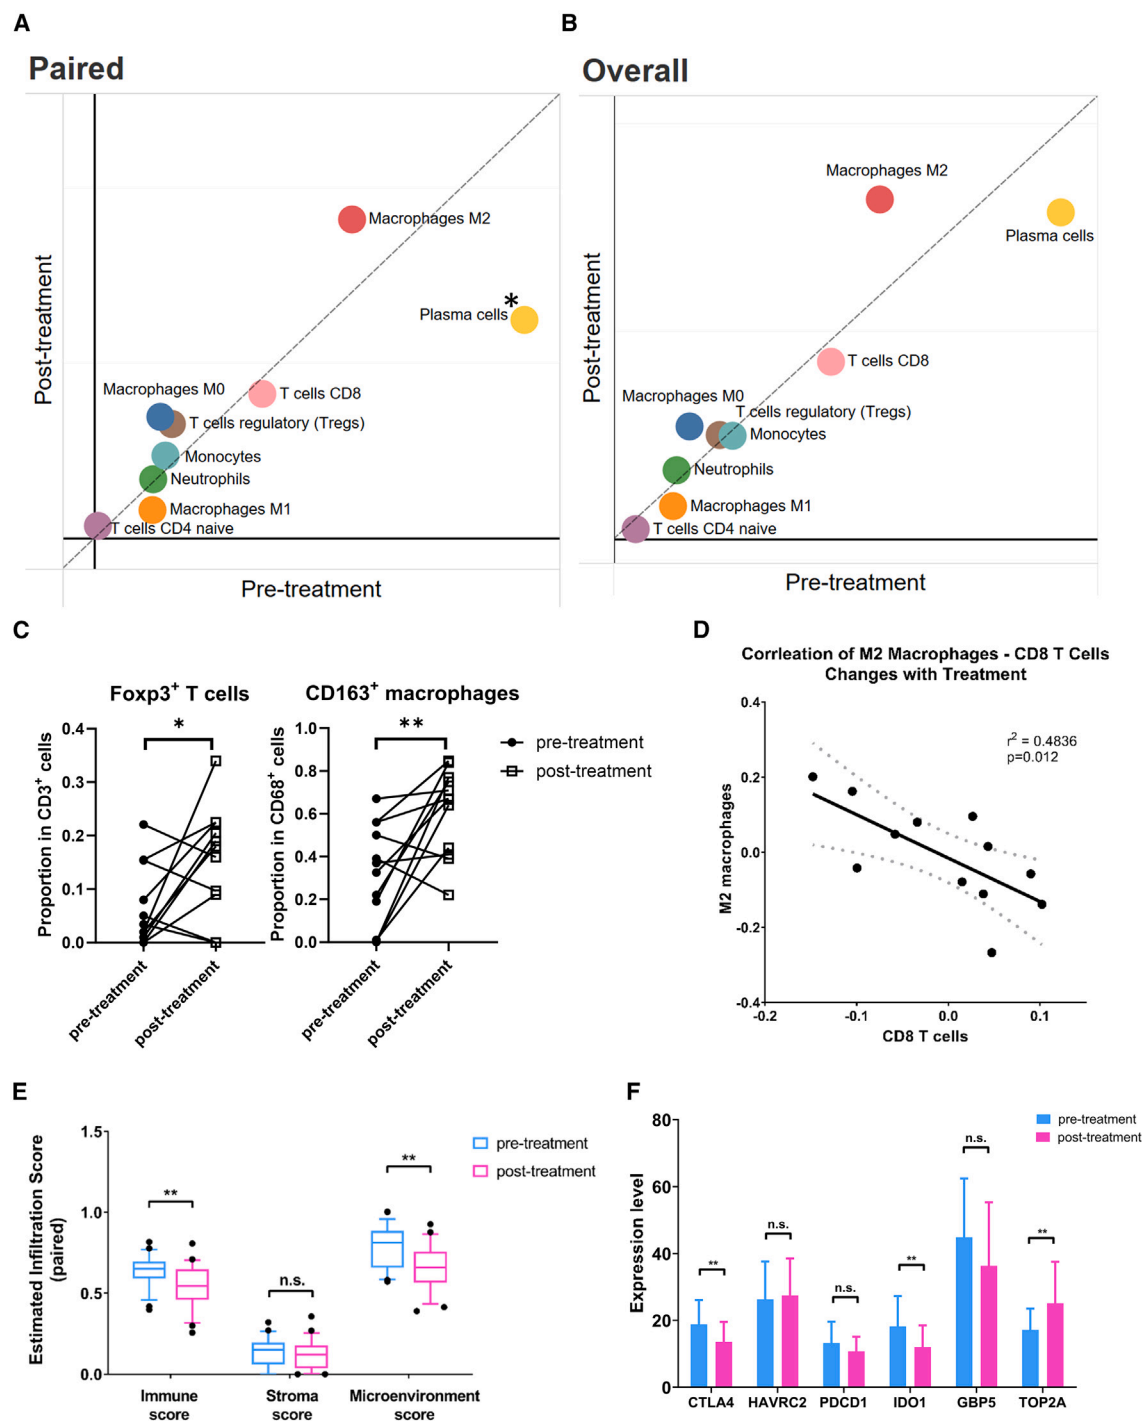 A
B
Paired
Overall
Macrophages M2
Plasma cells
*
T cells CD8
Macrophages M0
T cells regulatory (Tregs)
Monocytes
Neutrophils
Macrophages M1
T cells CD4 naive
Post-treatment
Pre-treatment
Macrophages M2
Plasma cells
T cells CD8
Macrophages M0
T cells regulatory (Tregs)
Monocytes
Neutrophils
Macrophages M1
T cells CD4 naive
Post-treatment
Pre-treatment
C
Foxp3+ T cells
*
Proportion in CD3+ cells
0.4
0.3
0.2
0.1
0.0
pre-treatment
post-treatment
CD163+ macrophages
**
Proportion in CD68+ cells
1.0
0.8
0.6
0.4
0.2
0.0
pre-treatment
post-treatment
pre-treatment
post-treatment
D
Corrleation of M2 Macrophages - CD8 T Cells
Changes with Treatment
r2 = 0.4836
p=0.012
M2 macrophages
0.4
0.2
0.0
-0.2
-0.4
-0.2
-0.1
0.0
0.1
CD8 T cells
E
Estimated Infiltration Score
(paired)
1.5
1.0
0.5
0.0
**
n.s.
**
pre-treatment
post-treatment
Immune
score
Stroma
score
Microenvironment
score
F
Expression level
80
60
40
20
0
**
n.s.
n.s.
**
n.s.
**
pre-treatment
post-treatment
CTLA4
HAVRC2
PDCD1
IDO1
GBP5
TOP2A